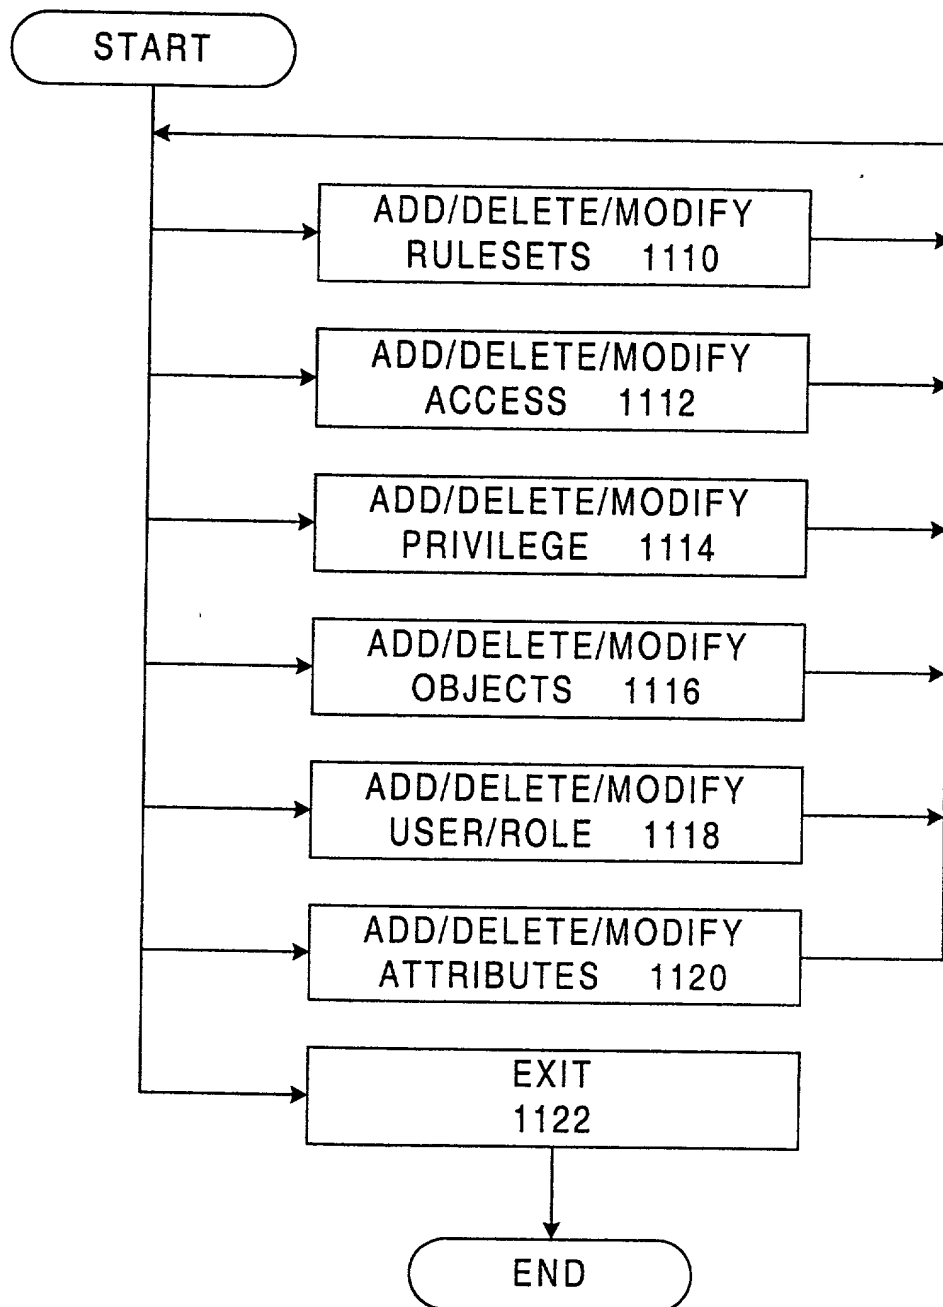 START
ADD/DELETE/MODIFY
RULESETS 1110
ADD/DELETE/MODIFY
ACCESS 1112
ADD/DELETE/MODIFY
PRIVILEGE 1114
ADD/DELETE/MODIFY
OBJECTS 1116
ADD/DELETE/MODIFY
USER/ROLE 1118
ADD/DELETE/MODIFY
ATTRIBUTES 1120
EXIT
1122
END